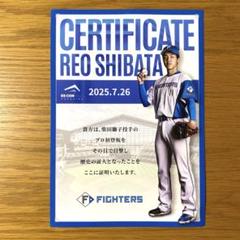 CERTIFICATE
REO SHIBATA
2025.7.26
貴方は、柴田獅子投手の
プロ初登板を
その目で目撃し
歴史の証人となったことを
ここに証明いたします。
FIGHTERS